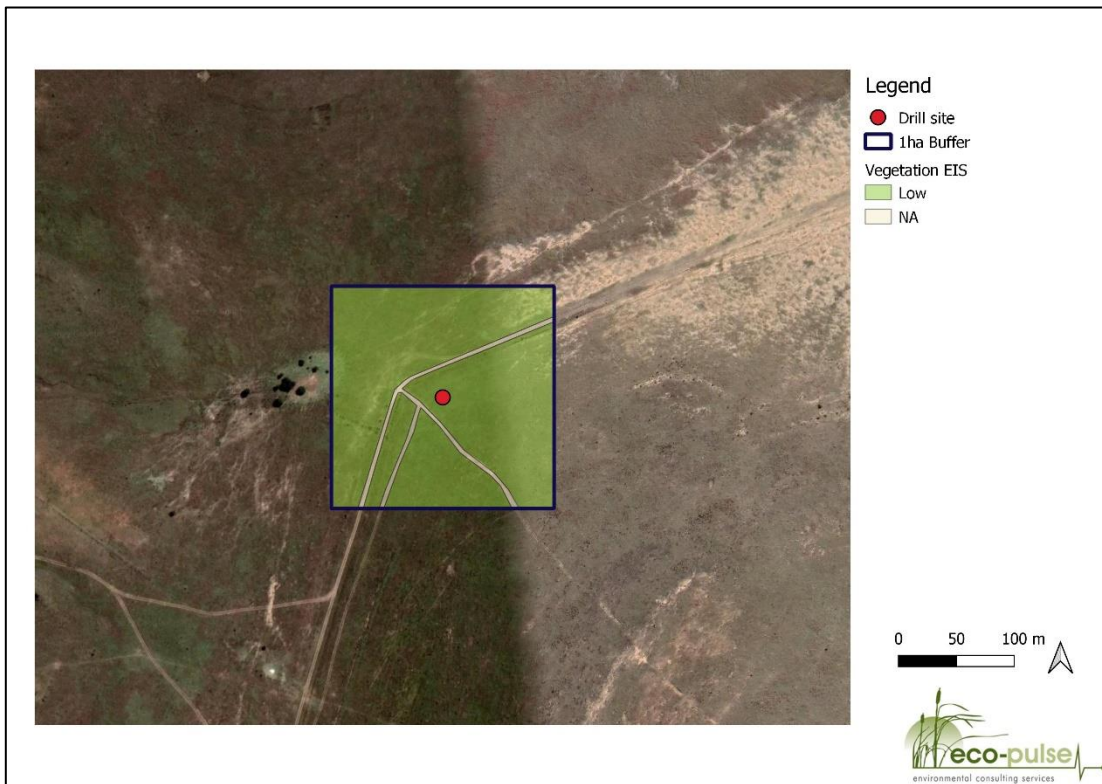 Legend
Drill site
1ha Buffer
Vegetation EIS
Low
NA
0 50 100 m
eco-pulse
environmental consulting services